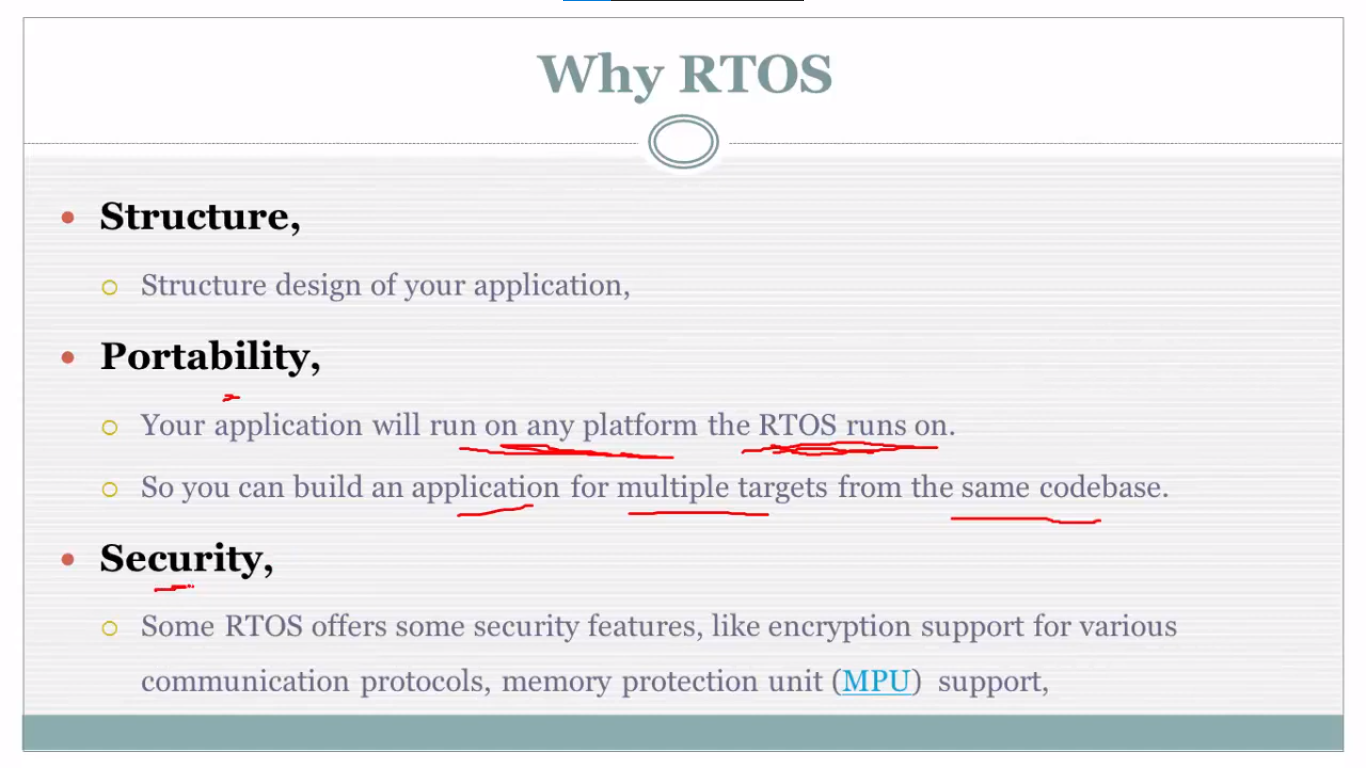 Why RTOS
Structure,
Structure design of your application,
Portability,
Your application will run on any platform the RTOS runs on.
So you can build an application for multiple targets from the same codebase.
Security,
Some RTOS offers some security features, like encryption support for various
communication protocols, memory protection unit (MPU) support,